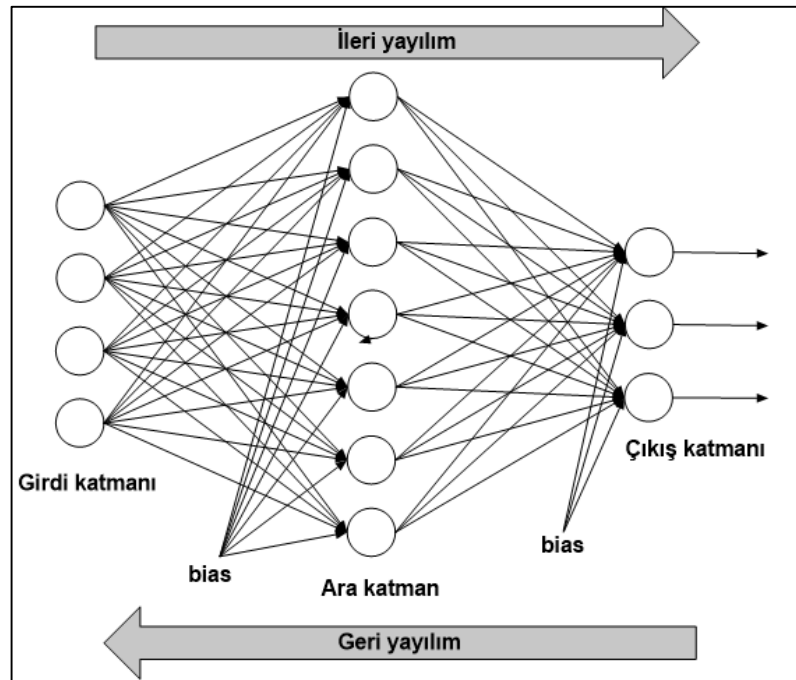 İleri yayılım
Girdi katmanı
bias
Ara katman
bias
Çıkış katmanı
Geri yayılım